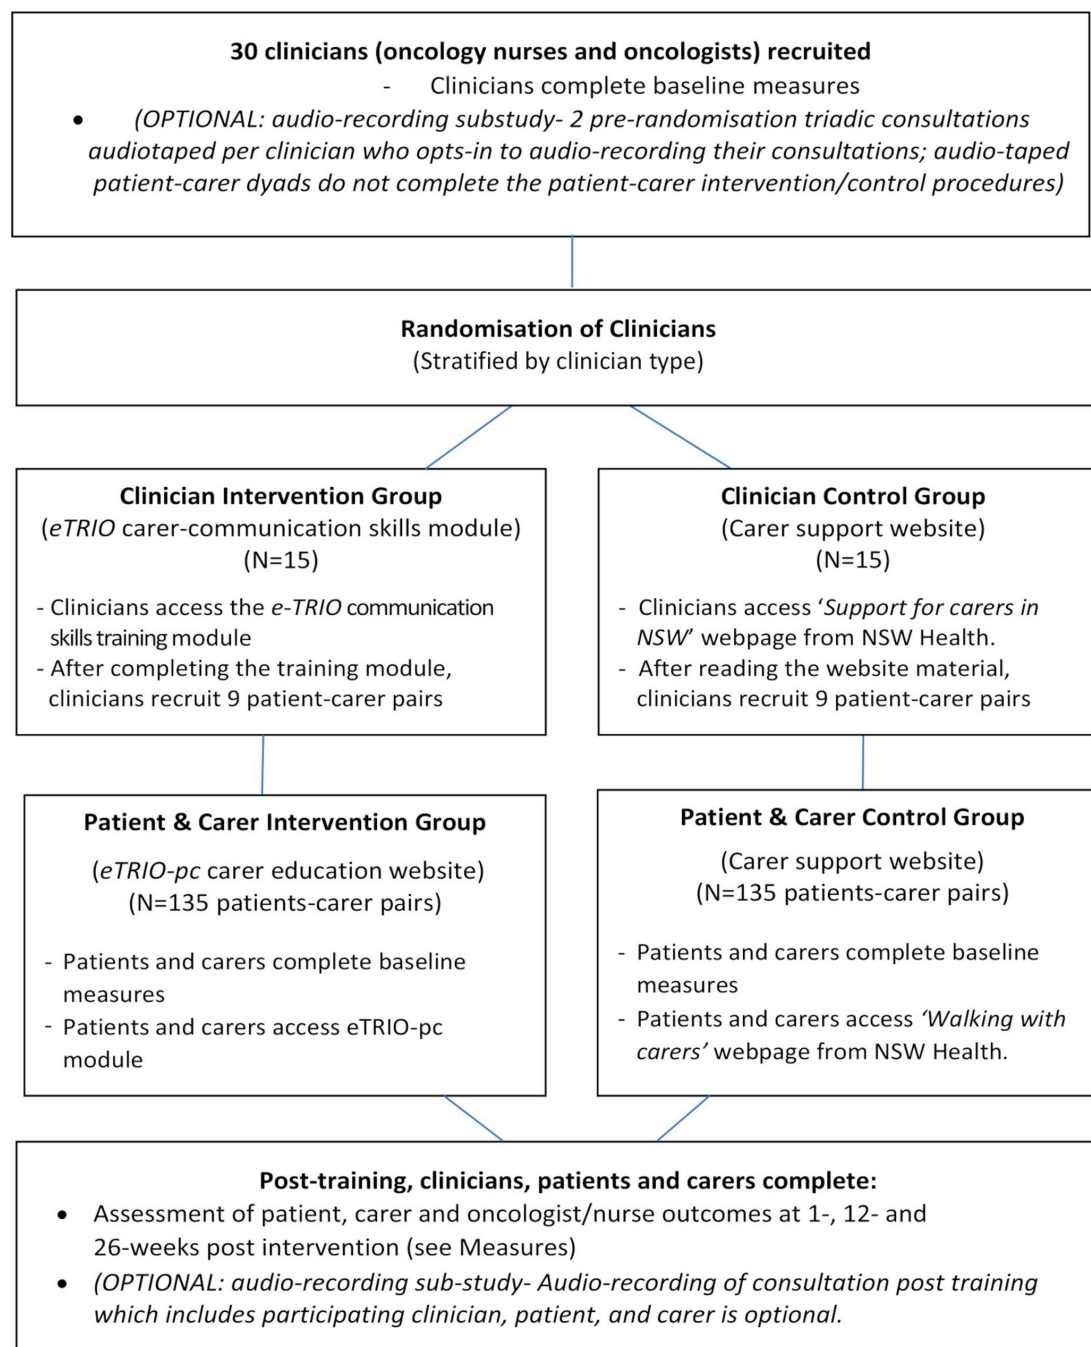 30 clinicians (oncology nurses and oncologists) recruited
- Clinicians complete baseline measures
• (OPTIONAL: audio-recording substudy- 2 pre-randomisation triadic consultations
audiotaped per clinician who opts-in to audio-recording their consultations; audio-taped
patient-carer dyads do not complete the patient-carer intervention/control procedures)
Randomisation of Clinicians
(Stratified by clinician type)
Clinician Intervention Group
(eTRIO carer-communication skills module)
(N=15)
- Clinicians access the e-TRIO communication
skills training module
- After completing the training module,
clinicians recruit 9 patient-carer pairs
Clinician Control Group
(Carer support website)
(N=15)
- Clinicians access ‘Support for carers in
NSW’ webpage from NSW Health.
- After reading the website material,
clinicians recruit 9 patient-carer pairs
Patient & Carer Intervention Group
(eTRIO-pc carer education website)
(N=135 patients-carer pairs)
- Patients and carers complete baseline
measures
- Patients and carers access eTRIO-pc
module
Patient & Carer Control Group
(Carer support website)
(N=135 patients-carer pairs)
- Patients and carers complete baseline
measures
- Patients and carers access ‘Walking with
carers’ webpage from NSW Health.
Post-training, clinicians, patients and carers complete:
• Assessment of patient, carer and oncologist/nurse outcomes at 1-, 12- and
26-weeks post intervention (see Measures)
• (OPTIONAL: audio-recording sub-study- Audio-recording of consultation post training
which includes participating clinician, patient, and carer is optional.